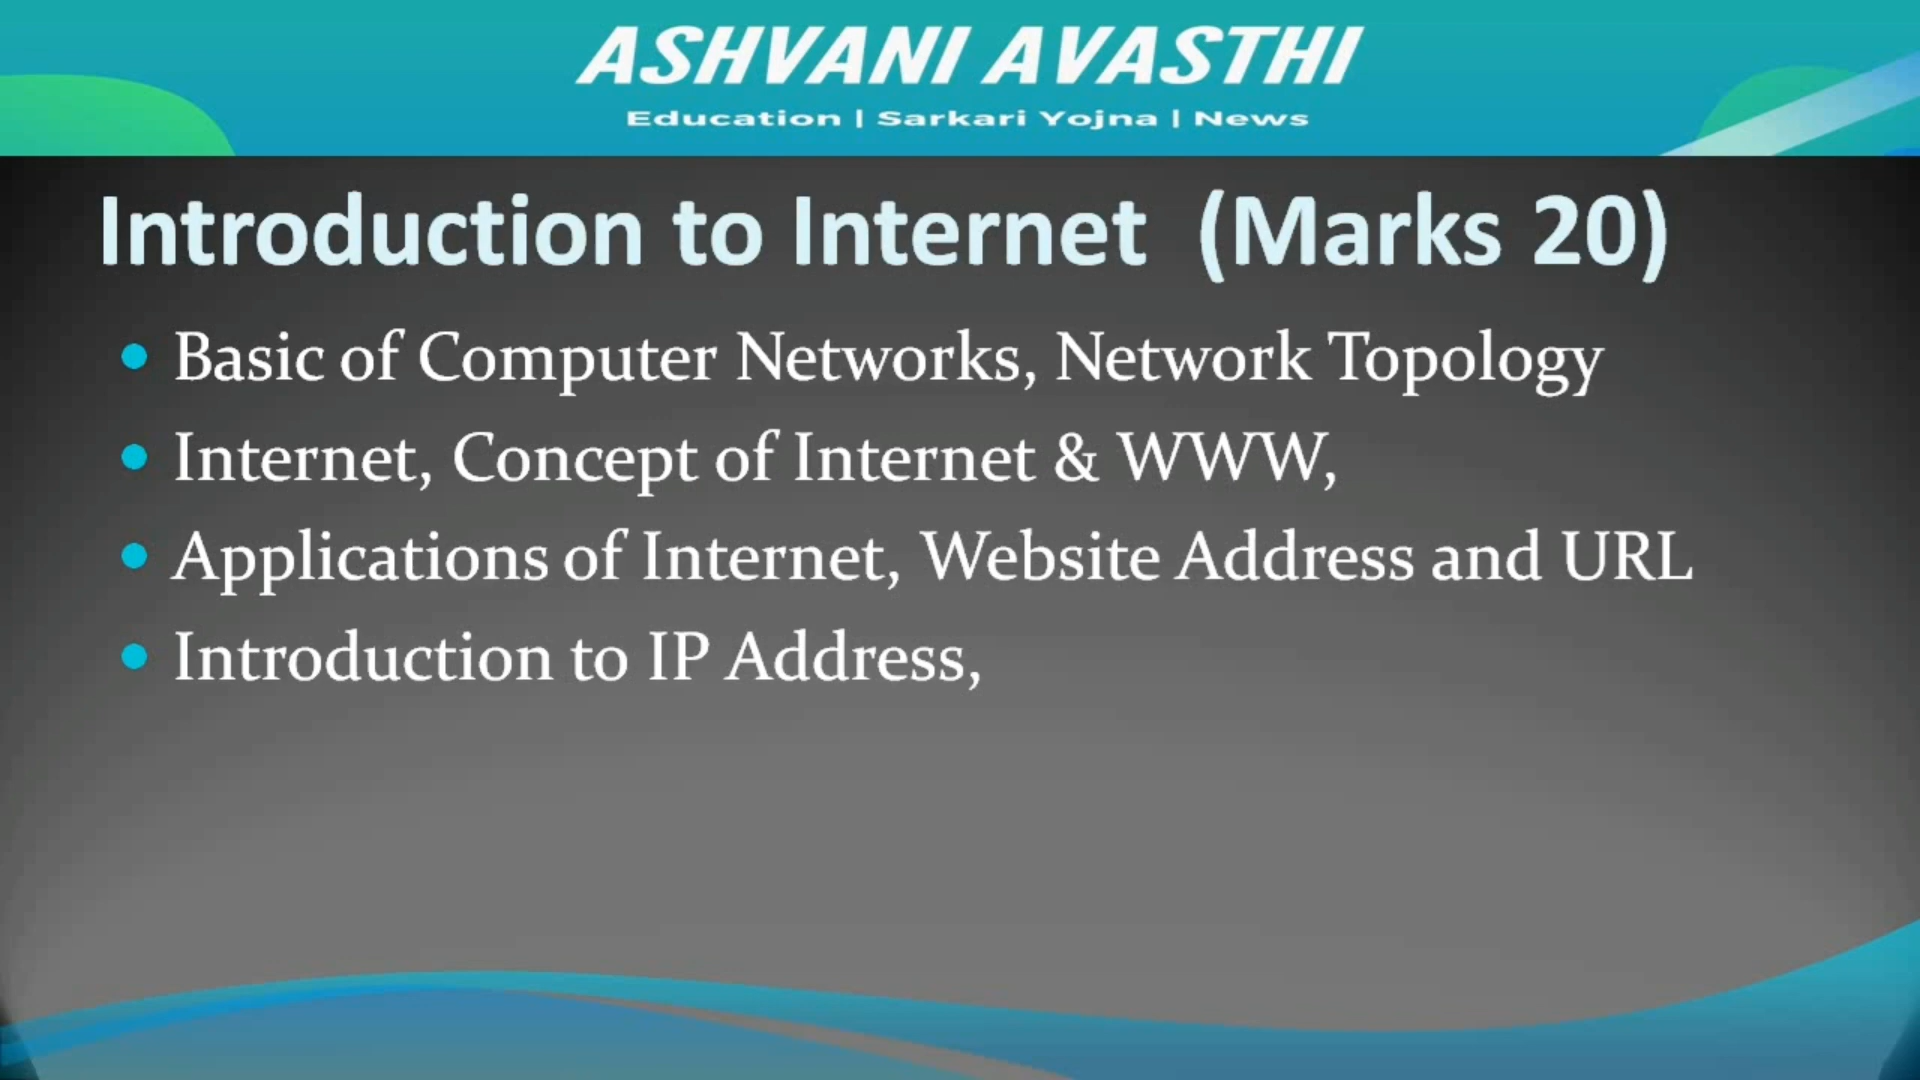 ASHVANI AVASTHI
Education | Sarkari Yojna | News
Introduction to Internet (Marks 20)
• Basic of Computer Networks, Network Topology
• Internet, Concept of Internet & WWW,
• Applications of Internet, Website Address and URL
• Introduction to IP Address,